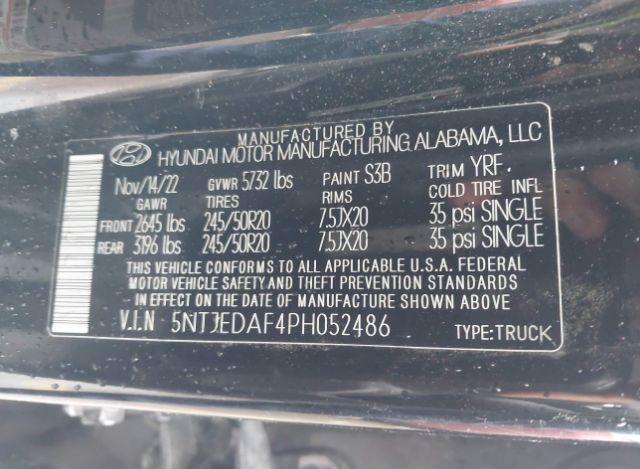 MANUFACTURED BY
HYUNDAI MOTOR MANUFACTURING ALABAMA, LLC
Nov/14/22 GVWR 5732 lbs PAINT S3B TRIM YRF
GAWR TIRES RIMS COLD TIRE INFL
FRONT 2645 lbs 245/50R20 7.5JX20 35 psi SINGLE
REAR 3196 lbs 245/50R20 7.5JX20 35 psi SINGLE
THIS VEHICLE CONFORMS TO ALL APPLICABLE U.S.A. FEDERAL
MOTOR VEHICLE SAFETY AND THEFT PREVENTION STANDARDS
IN EFFECT ON THE DATE OF MANUFACTURE SHOWN ABOVE
V.I.N 5NTJEDAF4PH052486 TYPE:TRUCK